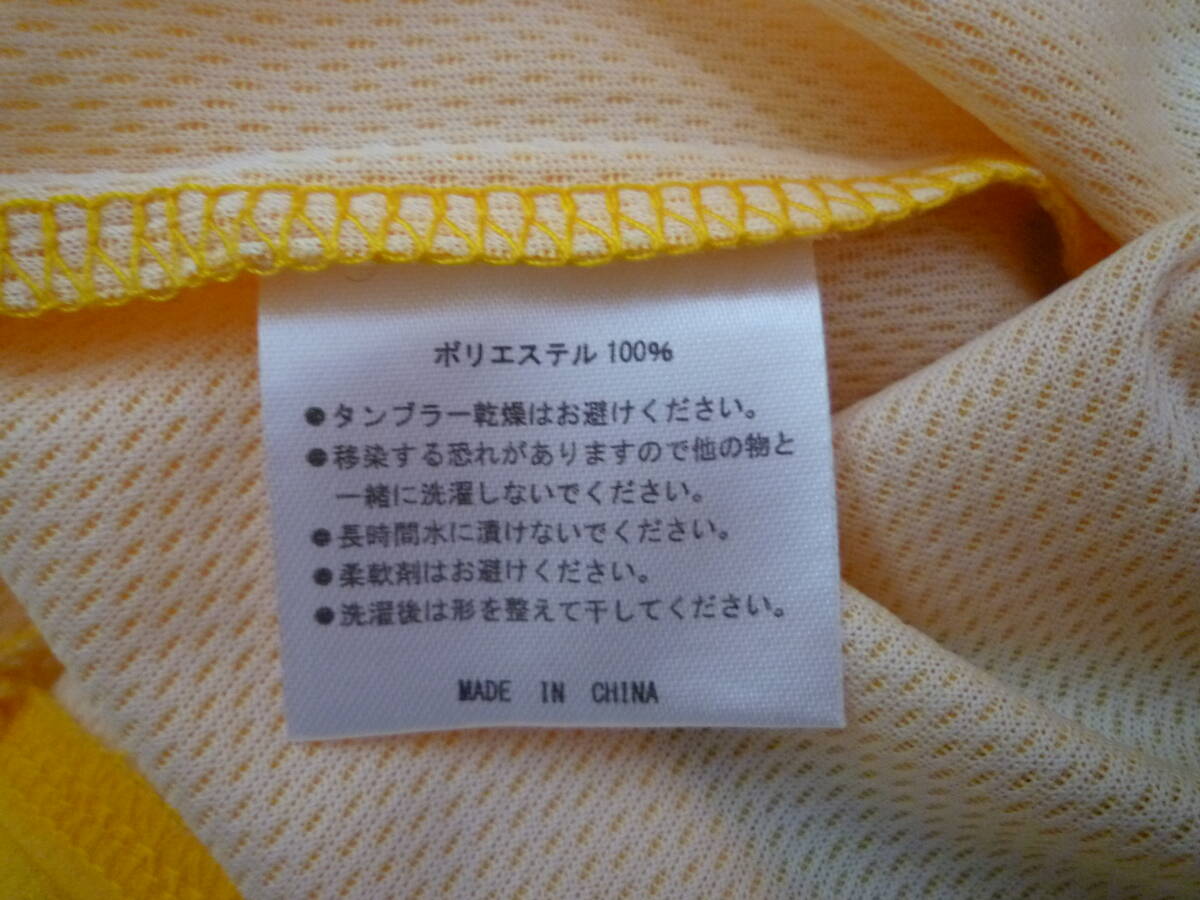 ポリエステル 100%
●タンブラー乾燥はお避けください。
●移染する恐れがありますので他の物と
一緒に洗濯しないでください。
●長時間水に漬けないでください。
●柔軟剤はお避けください。
●洗濯後は形を整えて干してください。
MADE IN CHINA